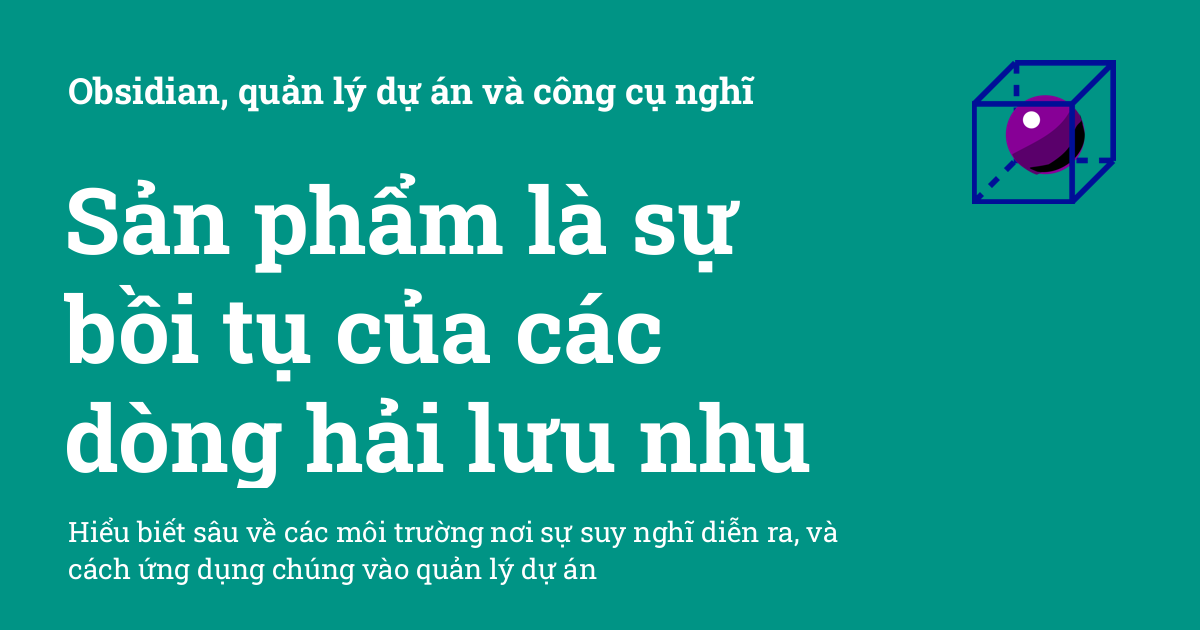 Obsidian, quản lý dự án và công cụ nghĩ
Sản phẩm là sự
bồi tụ của các
dòng hải lưu nhu
Hiểu biết sâu về các môi trường nơi sự suy nghĩ diễn ra, và
cách ứng dụng chúng vào quản lý dự án